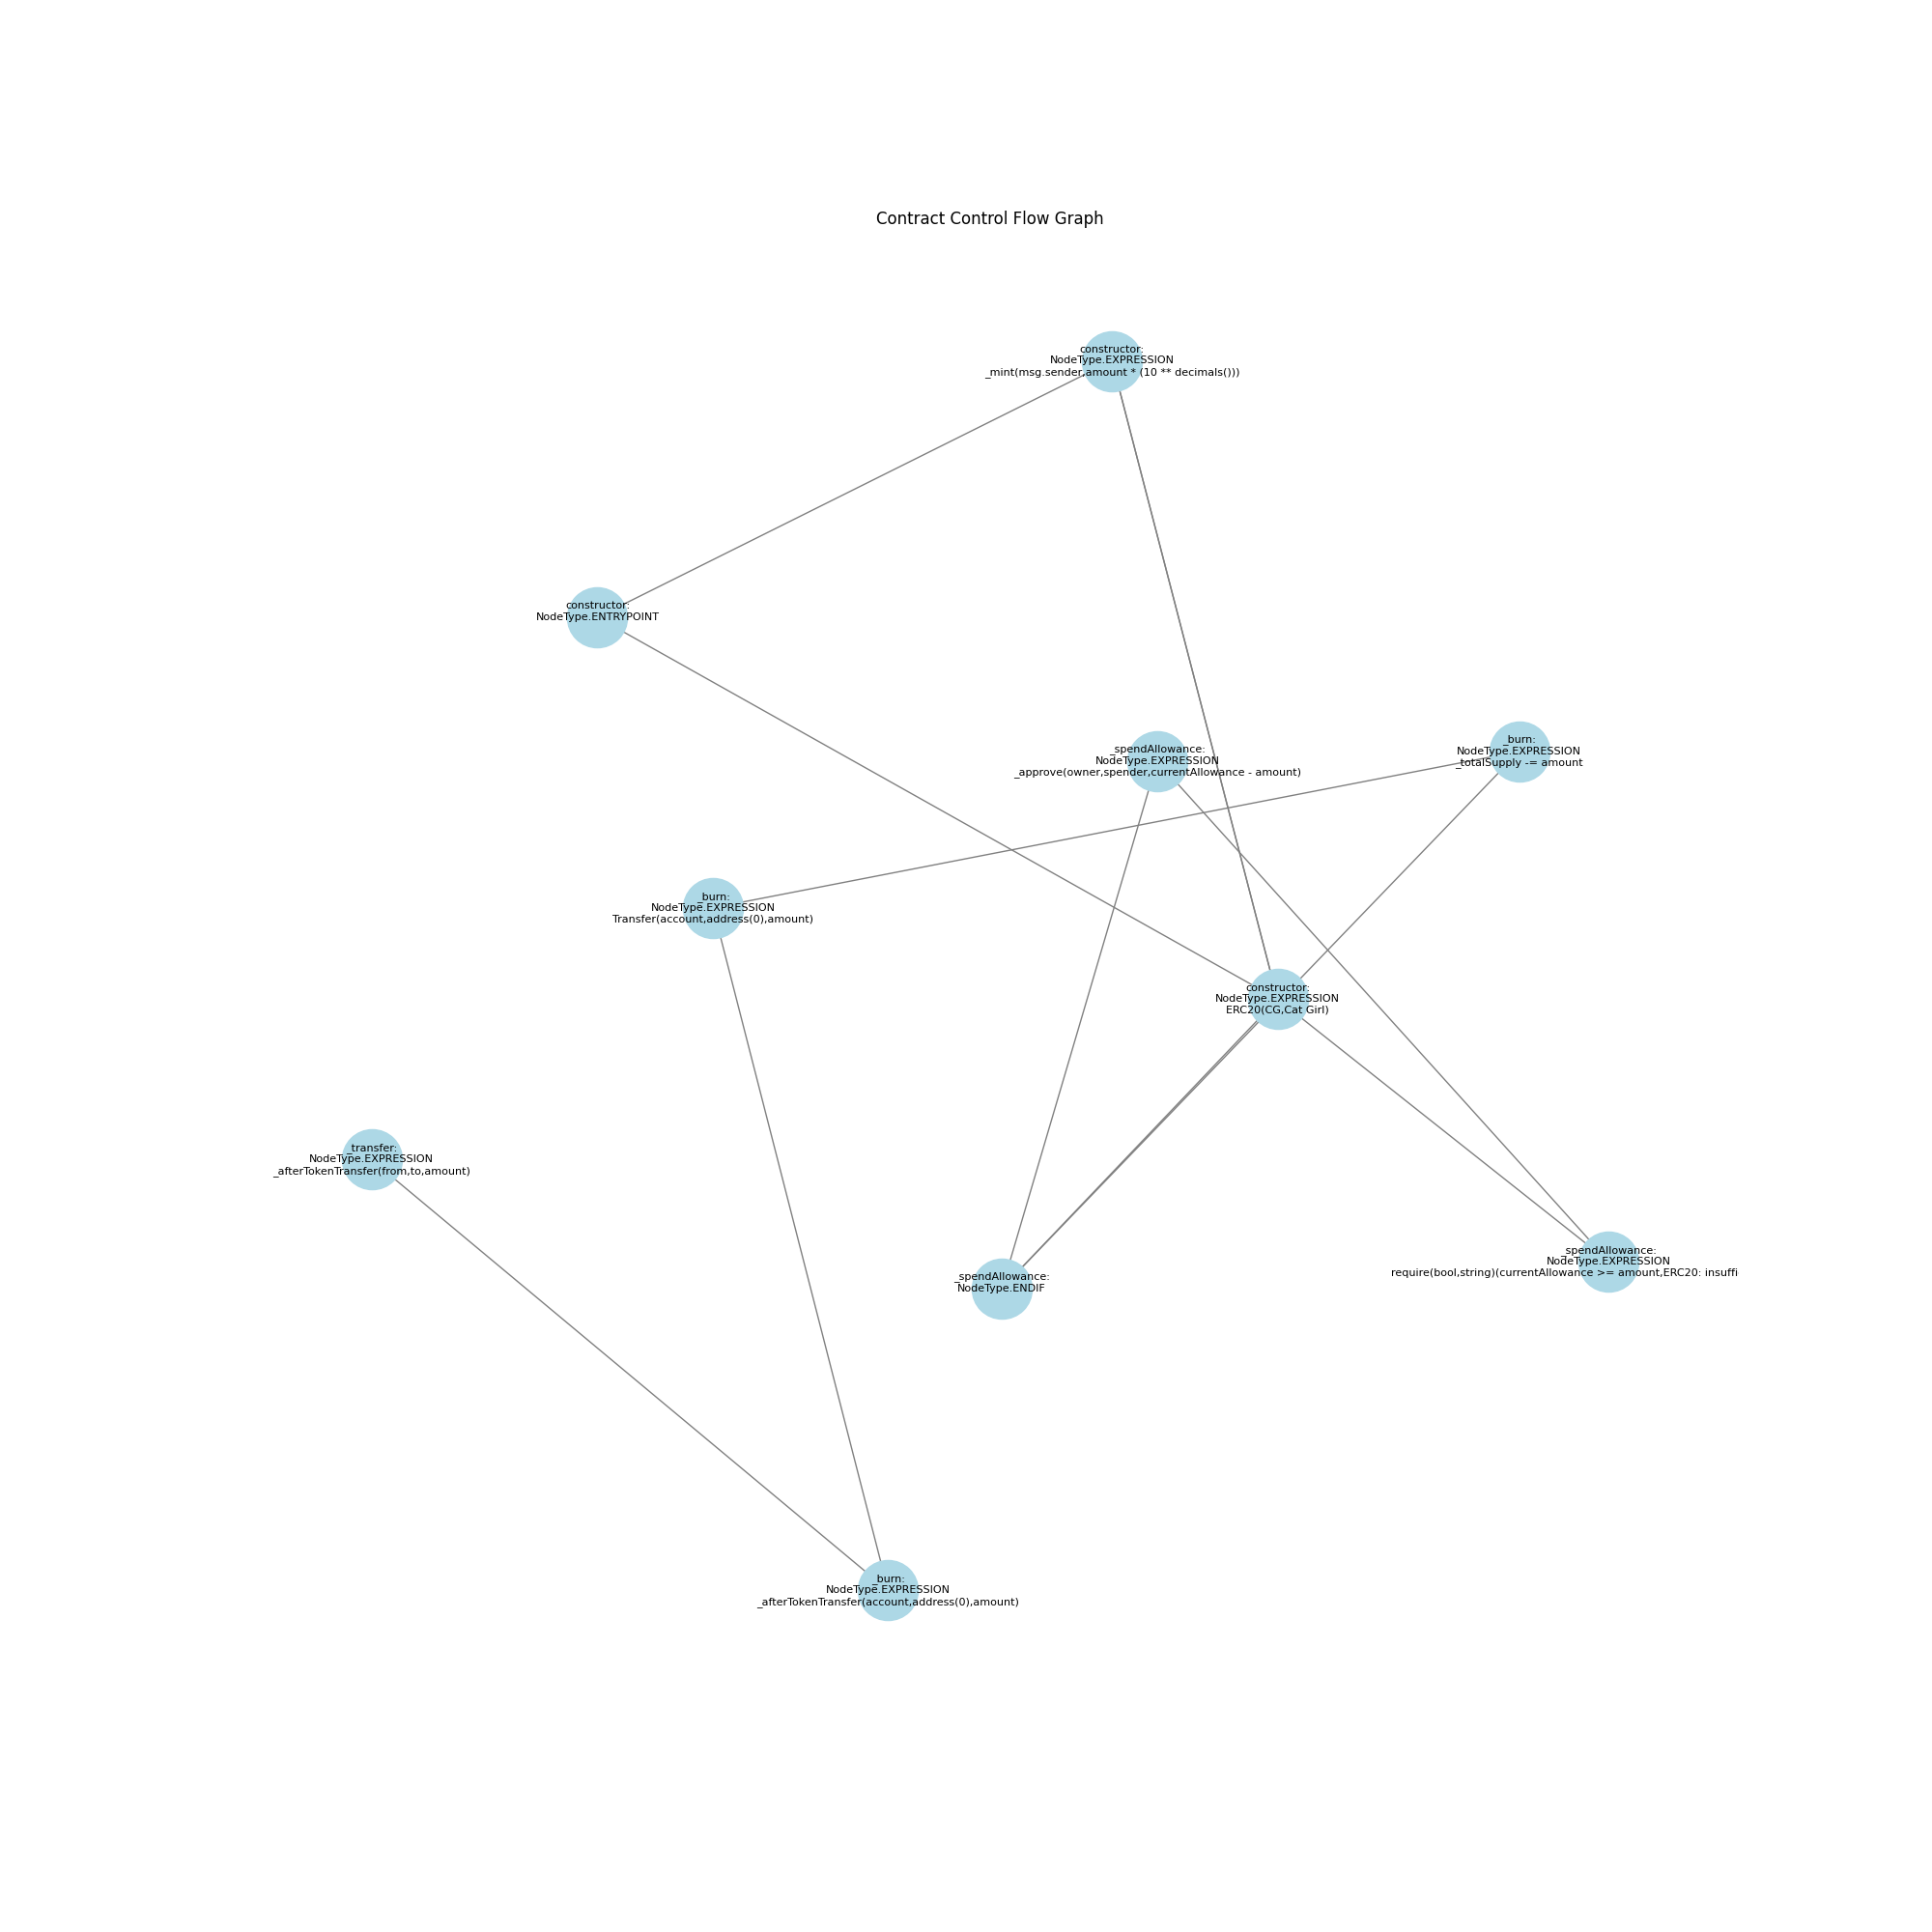 Contract Control Flow Graph
constructor:
NodeType.EXPRESSION
_mint(msg.sender,amount * (10 ** decimals()))
constructor:
NodeType.ENTRYPOINT
_spendAllowance:
NodeType.EXPRESSION
_approve(owner,spender,currentAllowance - amount)
_burn:
NodeType.EXPRESSION
_totalSupply -= amount
_burn:
NodeType.EXPRESSION
Transfer(account,address(0),amount)
constructor:
NodeType.EXPRESSION
ERC20(CG,Cat Girl)
_transfer:
NodeType.EXPRESSION
_afterTokenTransfer(from,to,amount)
_spendAllowance:
NodeType.ENDIF
_spendAllowance:
NodeType.EXPRESSION
require(bool,string)(currentAllowance >= amount,ERC20: insuffi
_burn:
NodeType.EXPRESSION
_afterTokenTransfer(account,address(0),amount)